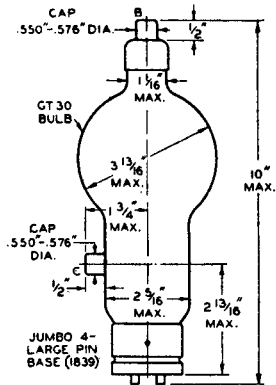 CAP
.550"-.576" DIA.
B
1/2"
1 1/16"
MAX.
GT 30
BULB
3 13/16"
MAX.
10"
MAX.
1 3/4"
MAX.
CAP
.550"-.576"
DIA.
C
1/2"
2 5/16"
MAX.
2 13/16"
MAX.
JUMBO 4-
LARGE PIN
BASE (1839)